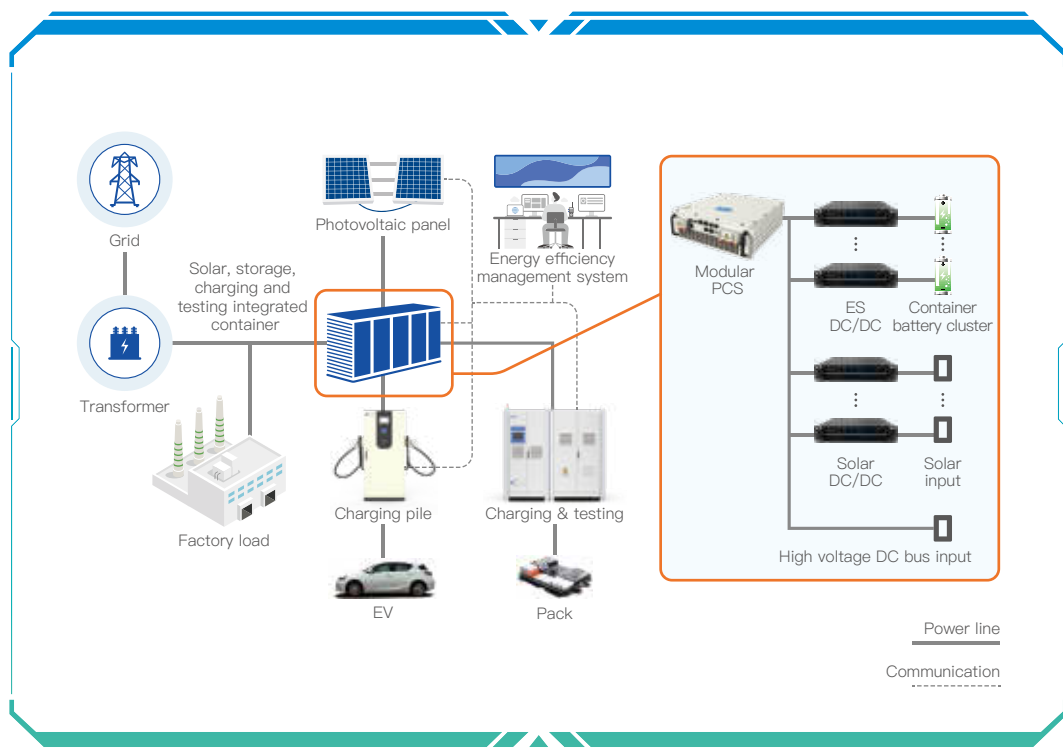 Grid
Transformer
Solar, storage,
charging and
testing integrated
container
Factory load
Photovoltaic panel
Energy efficiency
management system
Charging pile
EV
Charging & testing
Pack
Modular
PCS
ES
DC/DC
Container
battery cluster
Solar
DC/DC
Solar
input
High voltage DC bus input
Power line
Communication